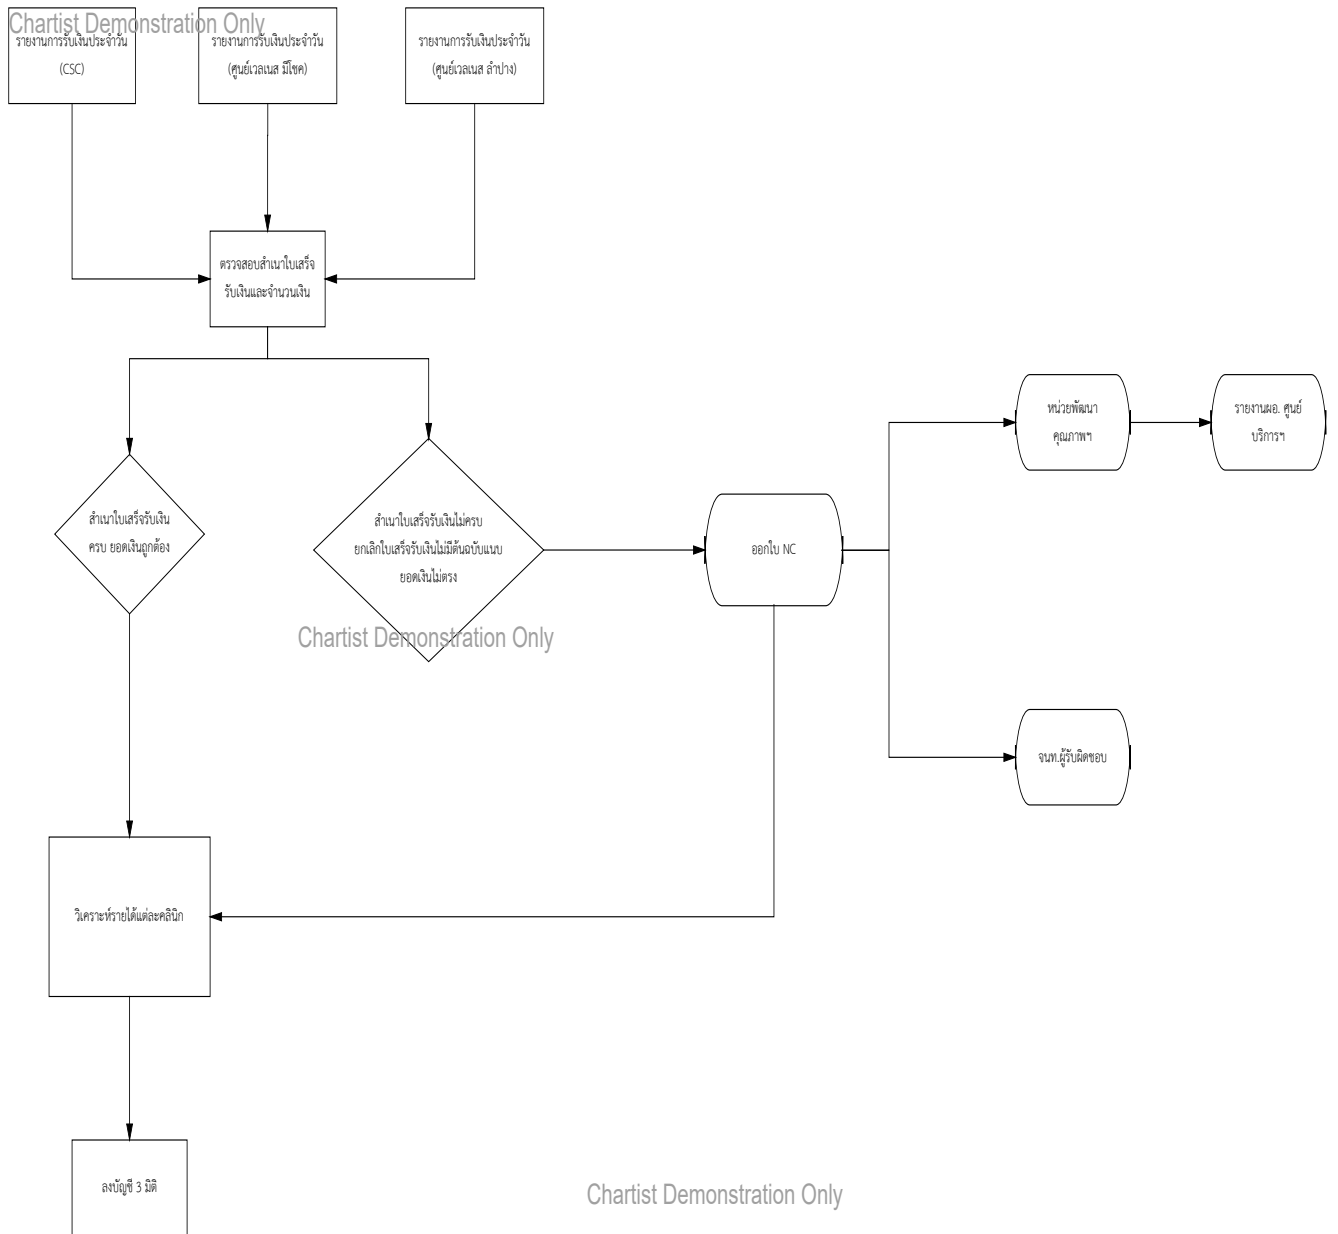 Chartist Demonstration Only
รายงานการรับเงินประจำวัน
(CSC)
รายงานการรับเงินประจำวัน
(ศูนย์เวลเนส มีโชค)
รายงานการรับเงินประจำวัน
(ศูนย์เวลเนส ลำปาง)
ตรวจสอบสำเนาใบเสร็จ
รับเงินและจำนวนเงิน
หน่วยพัฒนา
คุณภาพฯ
รายงานผอ. ศูนย์
บริการฯ
สำเนาใบเสร็จรับเงิน
ครบ ยอดเงินถูกต้อง
สำเนาใบเสร็จรับเงินไม่ครบ
ยกเลิกใบเสร็จรับเงินไม่มีต้นฉบับแนบ
ยอดเงินไม่ตรง
ออกใบ NC
Chartist Demonstration Only
จนท.ผู้รับผิดชอบ
วิเคราะห์รายได้แต่ละคลินิก
ลงบัญชี 3 มิติ
Chartist Demonstration Only